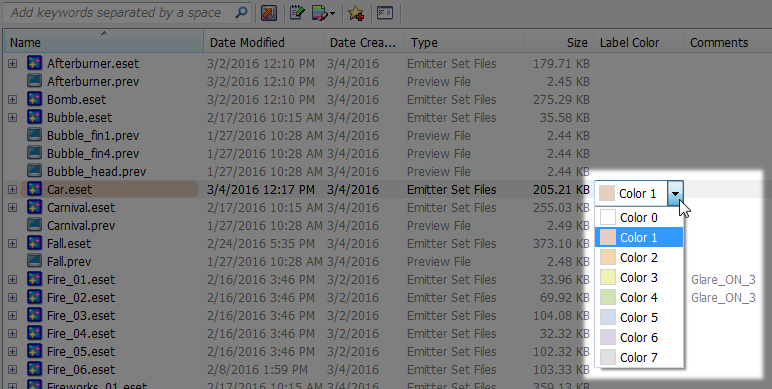 Add keywords separated by a space
Name Date Modified Date Crea... Type Size Label Color Comments
Afterburner.eset 3/2/2016 12:10 PM 3/4/2016 Emitter Set Files 179.71 KB
Afterburner.prev 3/2/2016 12:10 PM 3/4/2016 Preview File 2.45 KB
Bomb.eset 3/2/2016 12:10 PM 3/4/2016 Emitter Set Files 275.29 KB
Bubble.eset 2/17/2016 10:15 AM 3/4/2016 Emitter Set Files 35.58 KB
Bubble_fin1.prev 1/27/2016 10:28 AM 3/4/2016 Preview File 2.44 KB
Bubble_fin4.prev 1/27/2016 10:28 AM 3/4/2016 Preview File 2.44 KB
Bubble_head.prev 1/27/2016 10:28 AM 3/4/2016 Preview File 2.44 KB
Car.eset 3/4/2016 12:17 PM 3/4/2016 Emitter Set Files 205.21 KB Color 1
Carnival.eset 2/17/2016 10:15 AM 3/4/2016 Emitter Set Files 255.03 KB
Color 0
Carnival.prev 1/27/2016 10:28 AM 3/4/2016 Preview File 2.49 KB
Fall.eset 2/24/2016 5:35 PM 3/4/2016 Emitter Set Files 373.10 KB
Color 1
Fall.prev 1/27/2016 10:28 AM 3/4/2016 Preview File 2.48 KB
Color 2
Fire_01.eset 2/16/2016 3:46 PM 3/4/2016 Emitter Set Files 33.96 KB Color 3 Glare_ON_3
Fire_02.eset 2/16/2016 3:46 PM 3/4/2016 Emitter Set Files 69.92 KB Color 4 Glare_ON_3
Fire_03.eset 2/16/2016 3:46 PM 3/4/2016 Emitter Set Files 104.08 KB Color 5
Fire_04.eset 2/16/2016 3:46 PM 3/4/2016 Emitter Set Files 32.32 KB Color 6
Fire_05.eset 2/16/2016 3:46 PM 3/4/2016 Emitter Set Files 102.32 KB Color 7
Fire_06.eset 2/8/2016 1:59 PM 3/4/2016 Emitter Set Files 103.33 KB
Fireworks_01.eset 2/17/2016 10:15 AM 3/4/2016 Emitter Set Files 359.13 KB